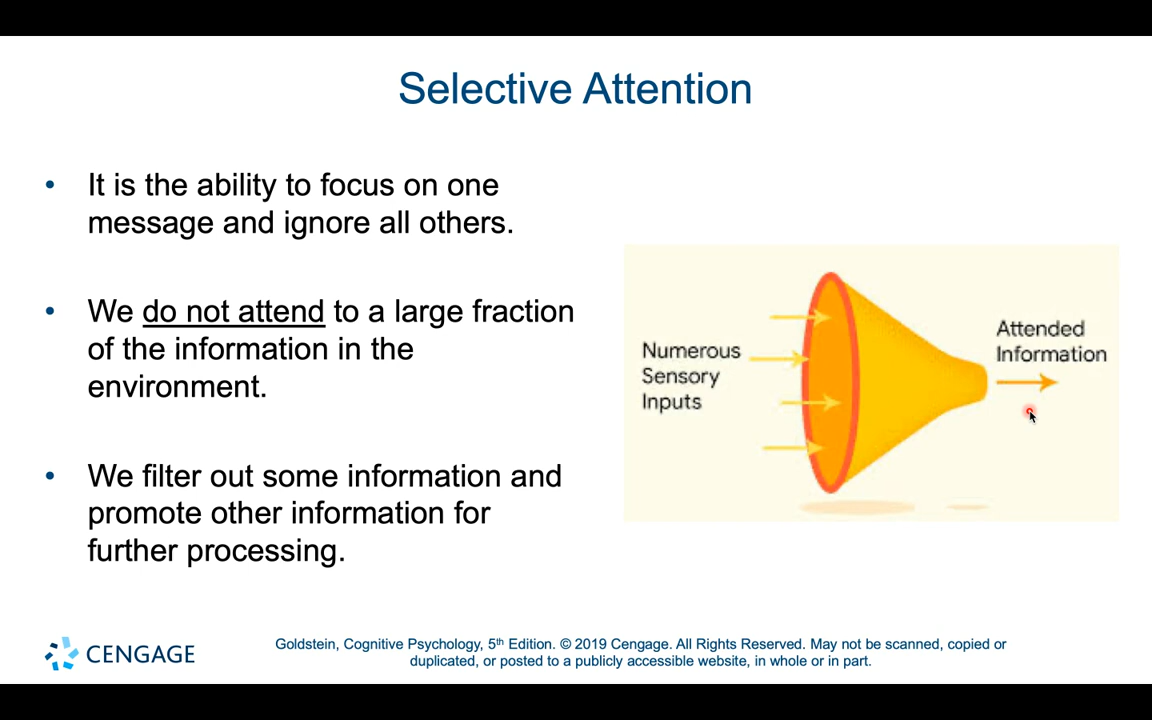 Selective Attention
• It is the ability to focus on one
message and ignore all others.
• We do not attend to a large fraction
of the information in the
environment.
• We filter out some information and
promote other information for
further processing.
Numerous
Sensory
Inputs
Attended
Information
CENGAGE
Goldstein, Cognitive Psychology, 5th Edition. © 2019 Cengage. All Rights Reserved. May not be scanned, copied or
duplicated, or posted to a publicly accessible website, in whole or in part.